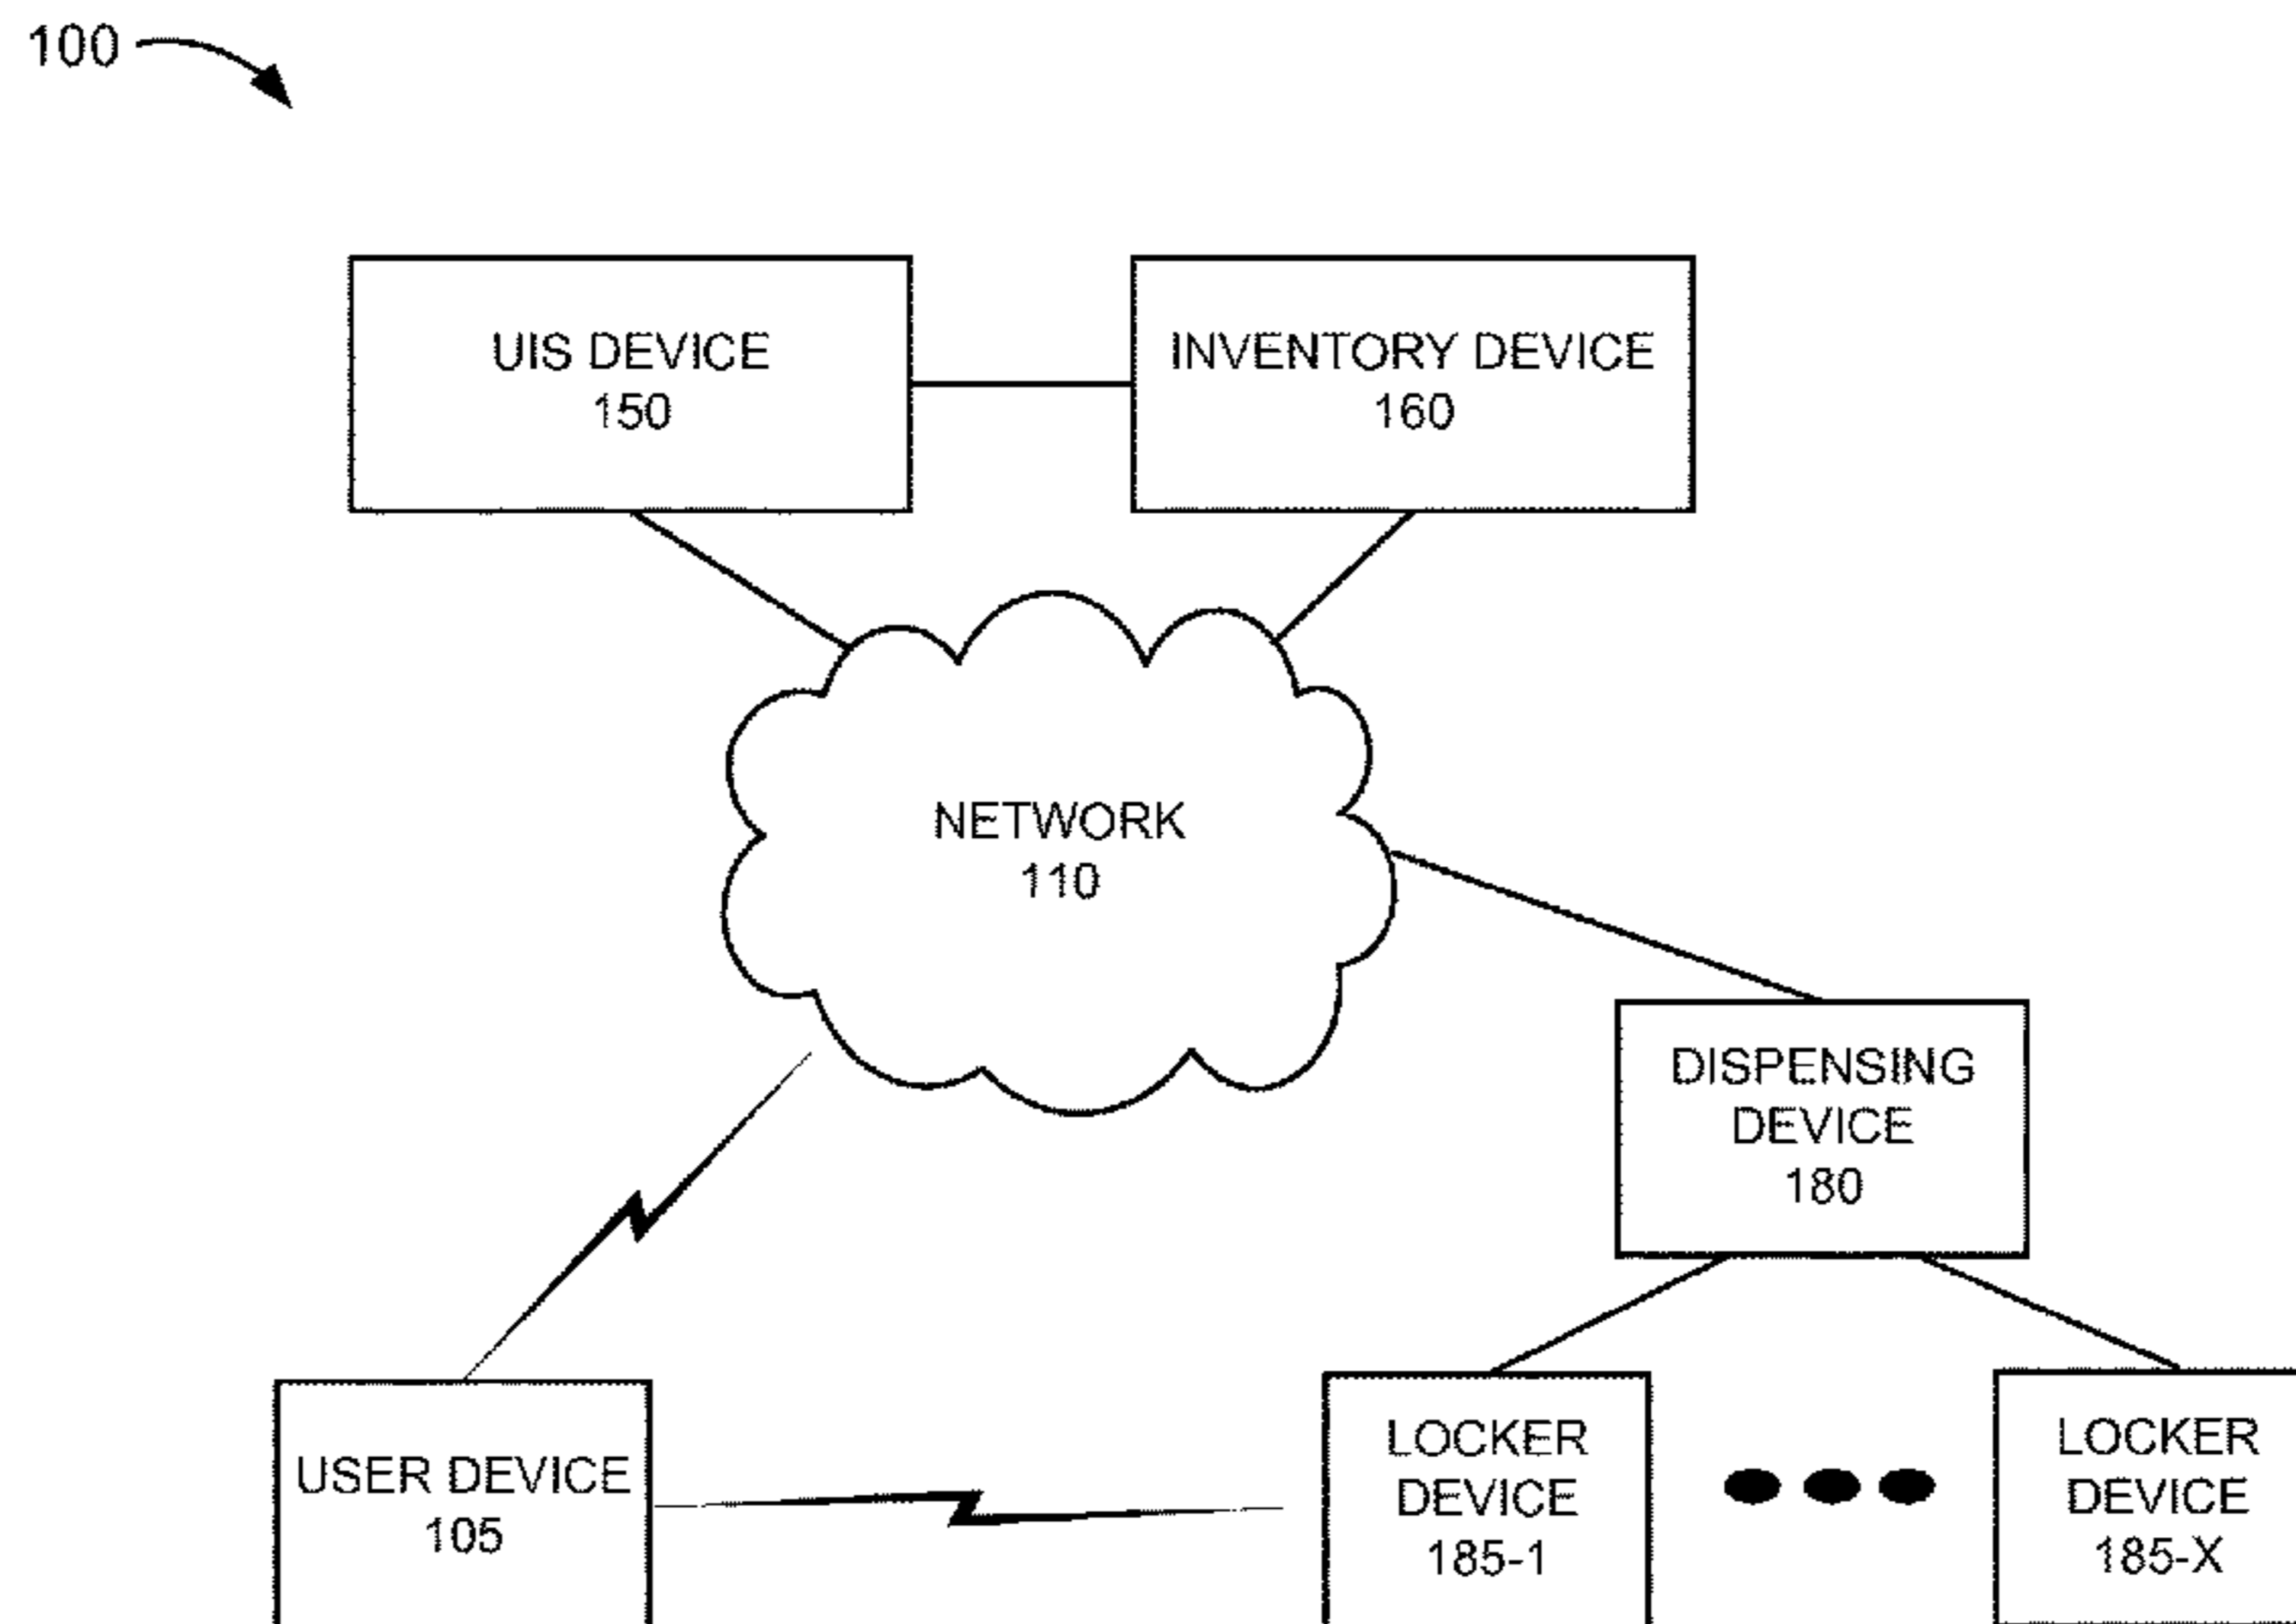 100
UIS DEVICE
150
INVENTORY DEVICE
160
NETWORK
110
DISPENSING
DEVICE
180
USER DEVICE
105
LOCKER
DEVICE
185-1
LOCKER
DEVICE
185-X